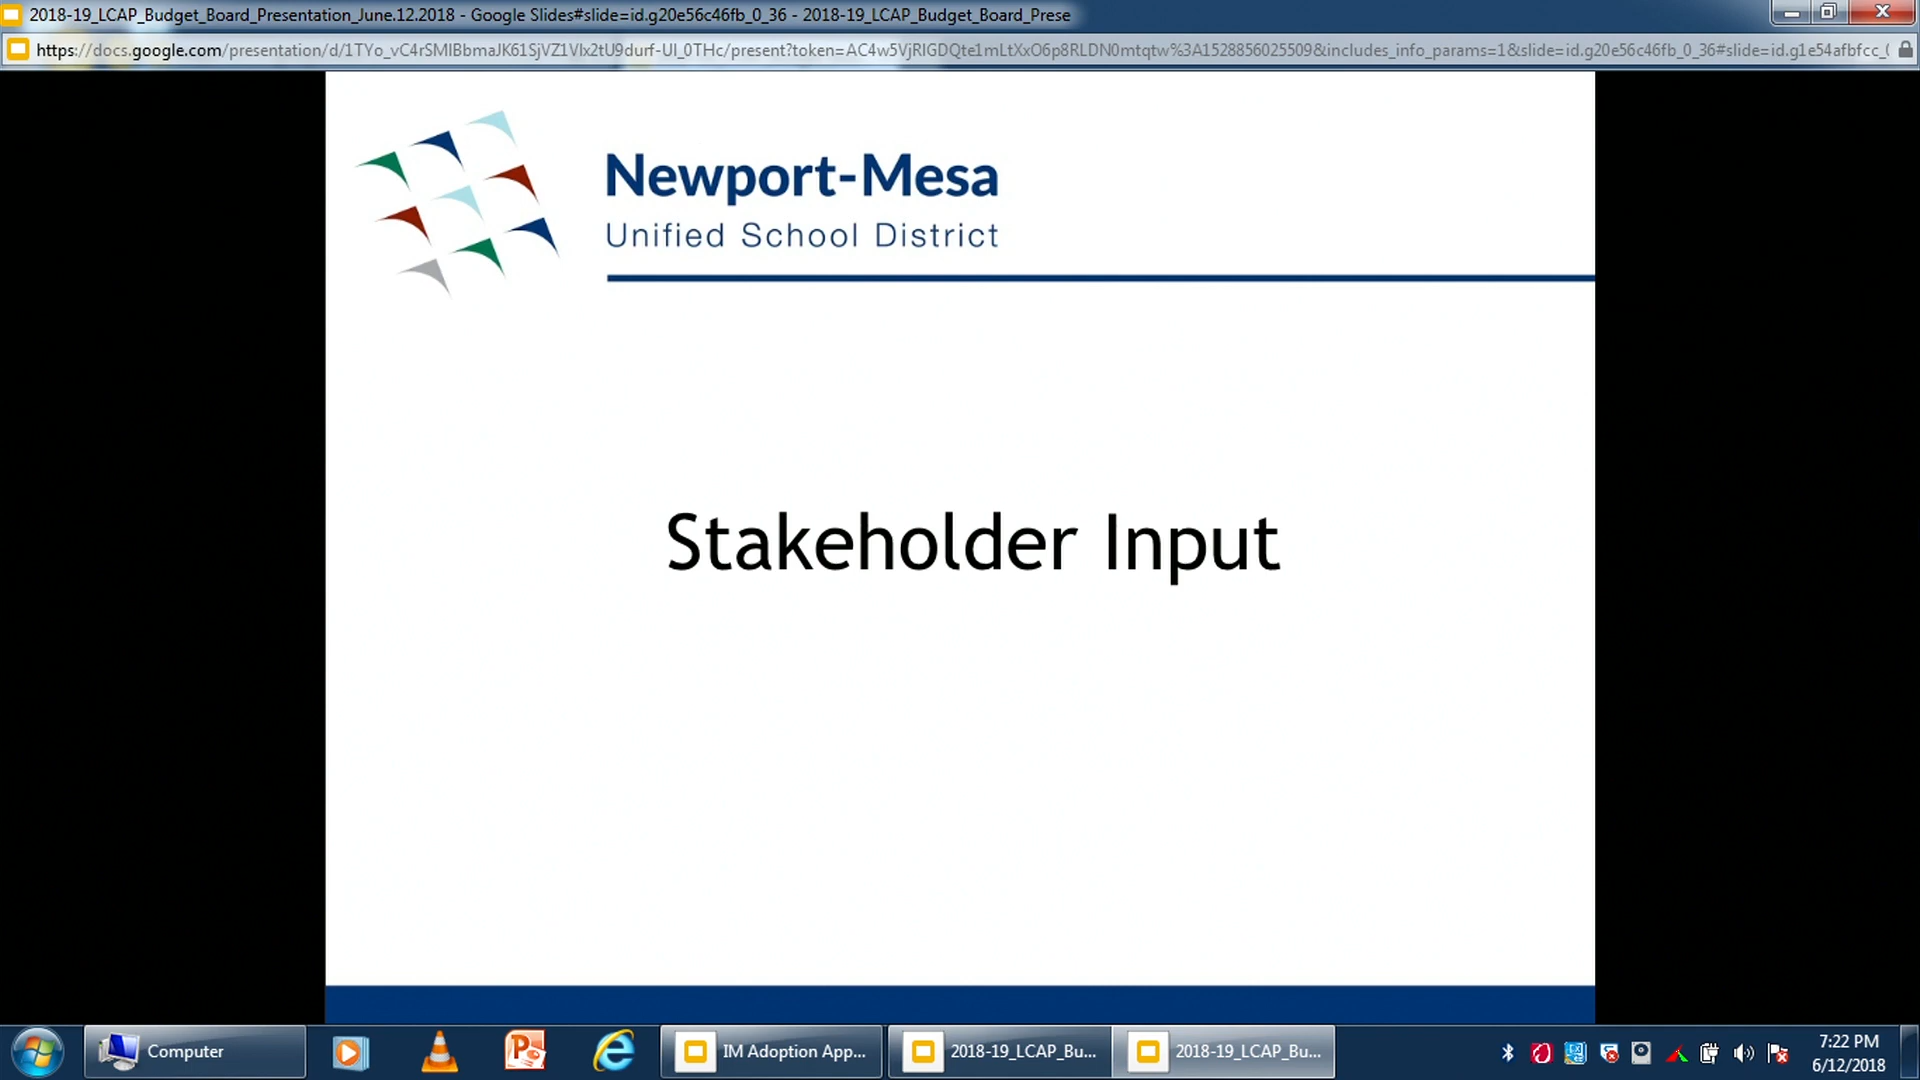 2018-19_LCAP_Budget_Board_Presentation_June.12.2018 - Google Slides#slide=id.g20e56c46fb_0_36 - 2018-19_LCAP_Budget_Board_Prese
https://docs.google.com/presentation/d/1TYo_vC4rSMIBbmaJK61SjVZ1VIx2tU9durf-UI_0THc/present?token=AC4w5VjRIGDQte1mLtXxO6p8RLDN0mtqtw%3A1528856025509&includes_info_params=1&slide=id.g20e56c46fb_0_36#slide=id.g1e54afbfcc_(
Newport-Mesa
Unified School District
Stakeholder Input
Computer
IM Adoption App...
2018-19_LCAP_Bu...
2018-19_LCAP_Bu...
7:22 PM
6/12/2018